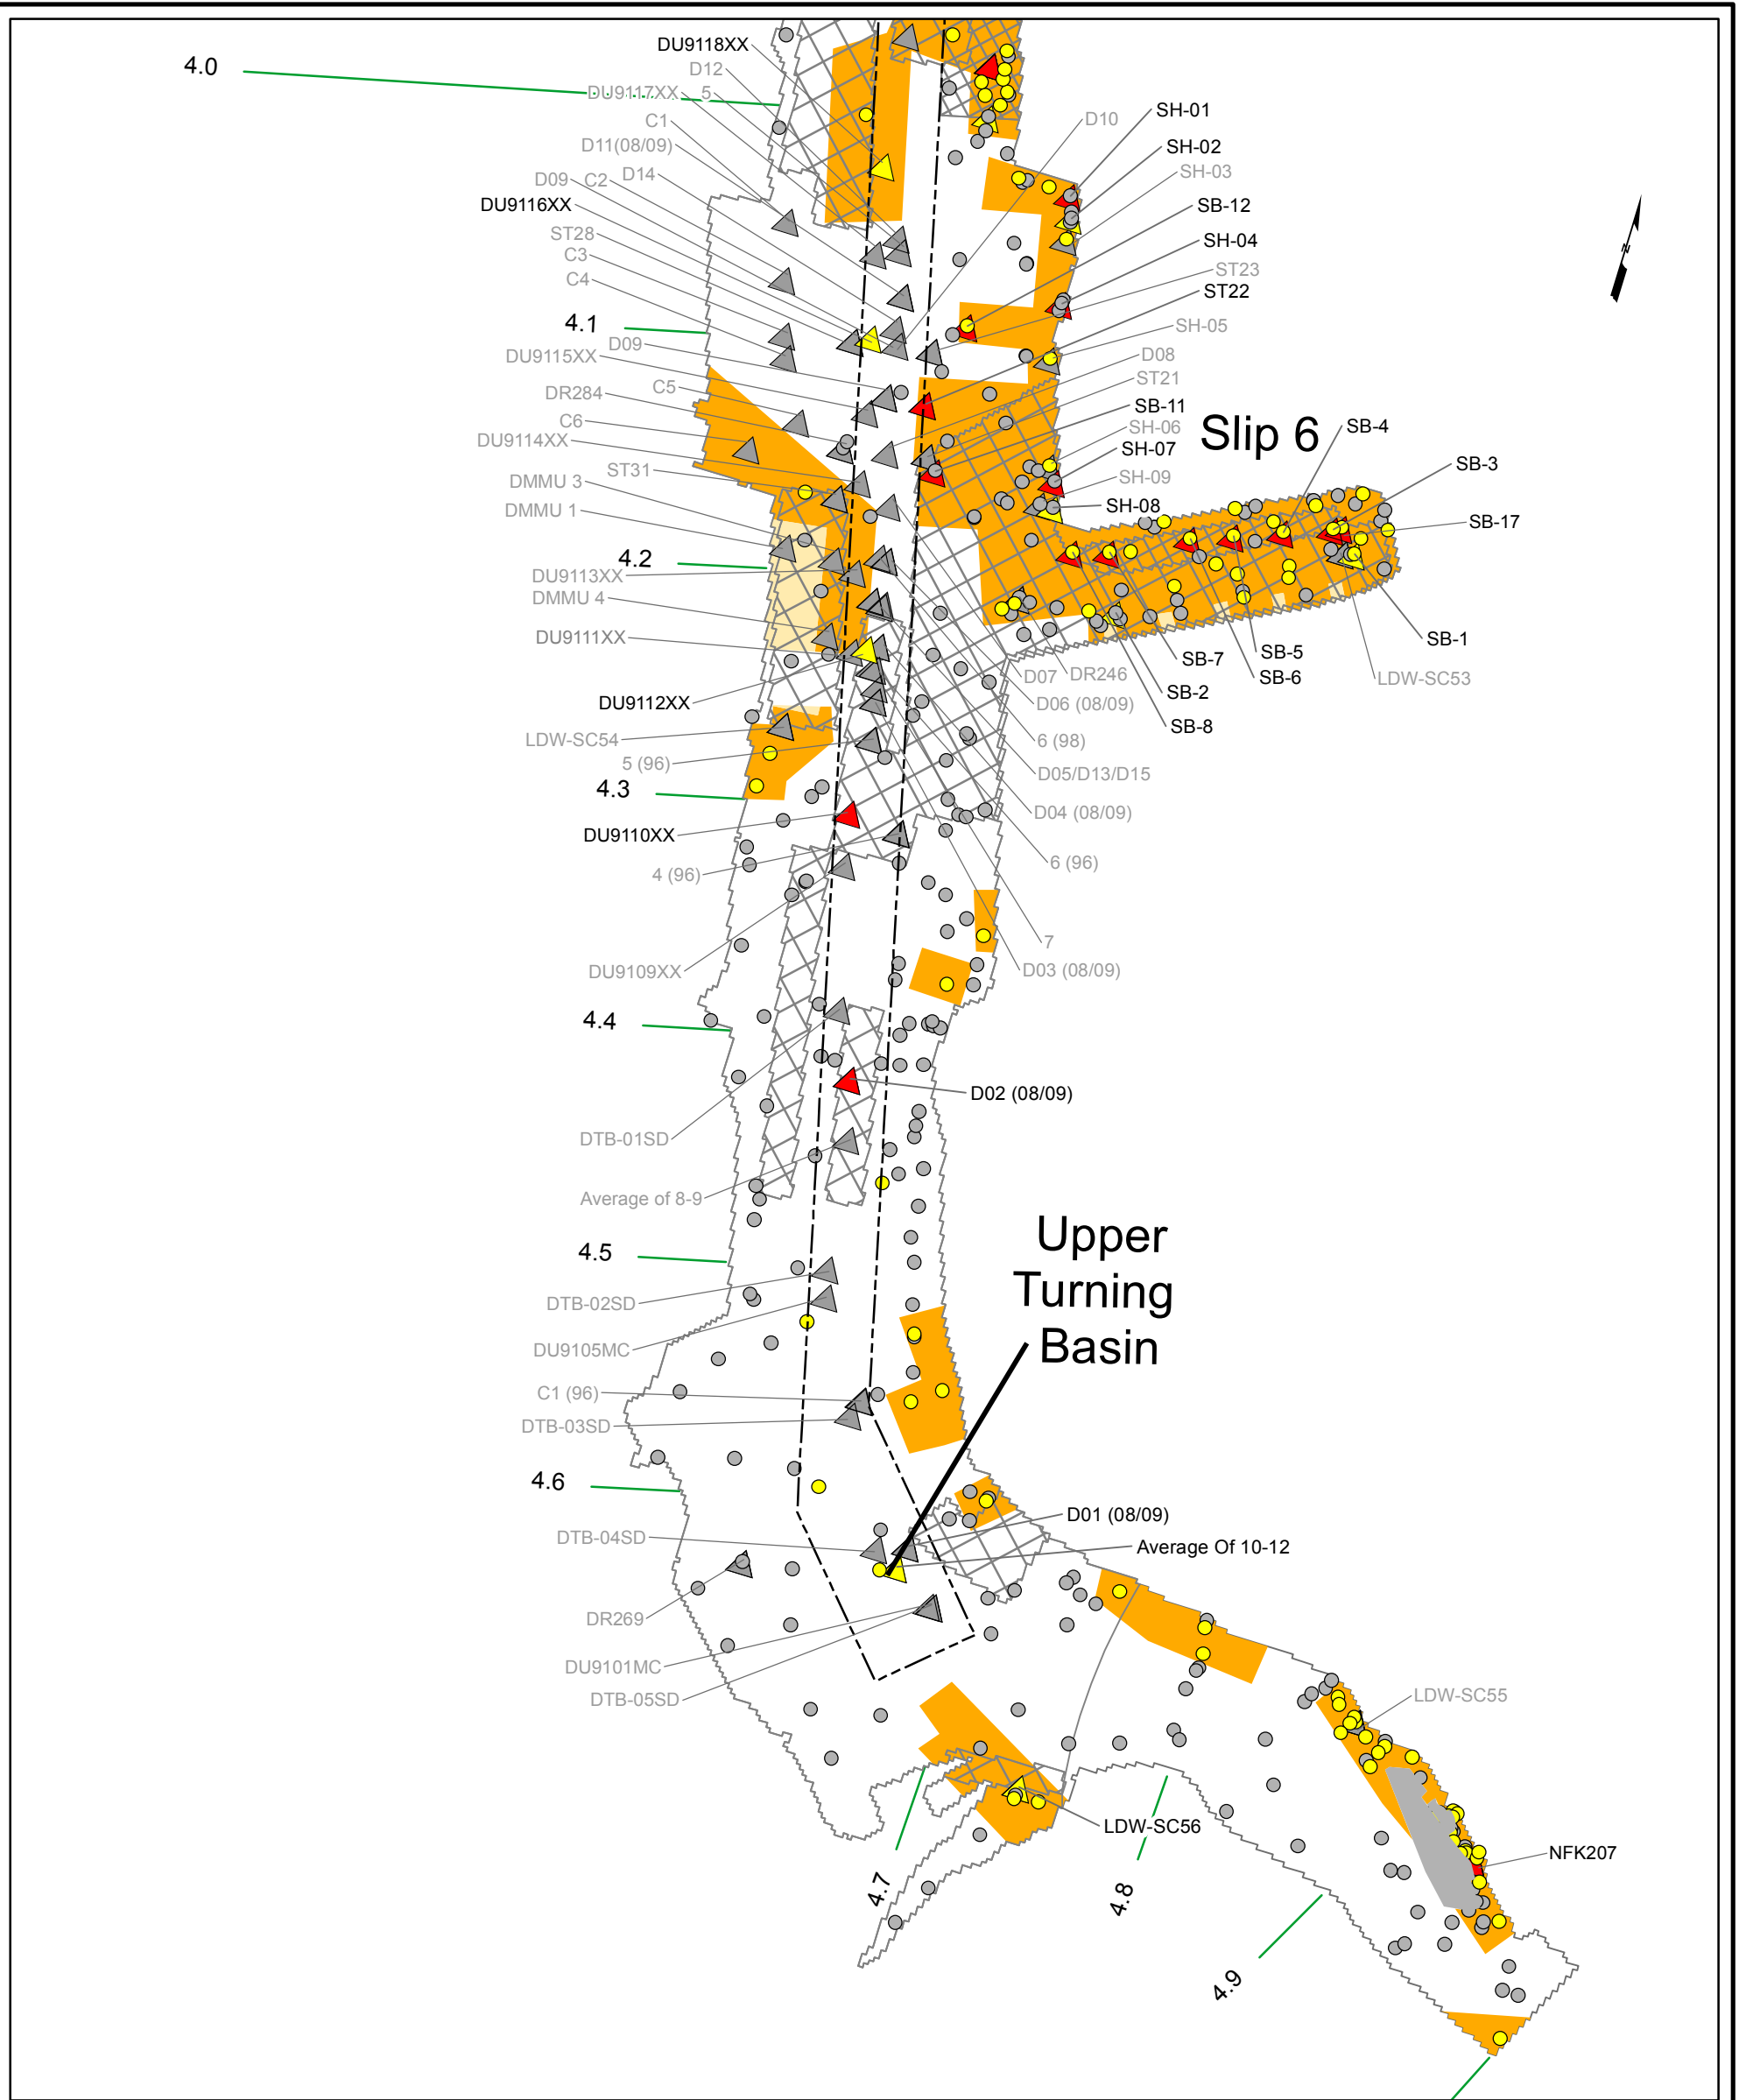 DU9118XX
4.0
D12
DU9117XX
5
SH-01
C1
D10
D11(08/09)
SH-02
D14
SH-03
D09
C2
DU9116XX
SB-12
ST28
SH-04
C3
ST23
C4
ST22
4.1
SH-05
D09
DU9115XX
D08
ST21
C5
DR284
SB-11
C6
SH-06
Slip 6
SB-4
DU9114XX
SH-07
SB-3
ST31
SH-09
DMMU 3
SH-08
DMMU 1
SB-17
4.2
DU9113XX
DMMU 4
DU9111XX
SB-1
SB-5
SB-7
DR246
D07
SB-6
LDW-SC53
SB-2
DU9112XX
D06 (08/09)
SB-8
LDW-SC54
6 (98)
5 (96)
D05/D13/D15
4.3
D04 (08/09)
DU9110XX
6 (96)
4 (96)
7
DU9109XX
D03 (08/09)
4.4
D02 (08/09)
DTB-01SD
Average of 8-9
Upper
Turning
Basin
4.5
DTB-02SD
DU9105MC
C1 (96)
DTB-03SD
4.6
D01 (08/09)
DTB-04SD
Average Of 10-12
DR269
DU9101MC
DTB-05SD
LDW-SC55
LDW-SC56
NFK207
4.7
4.8
4.9